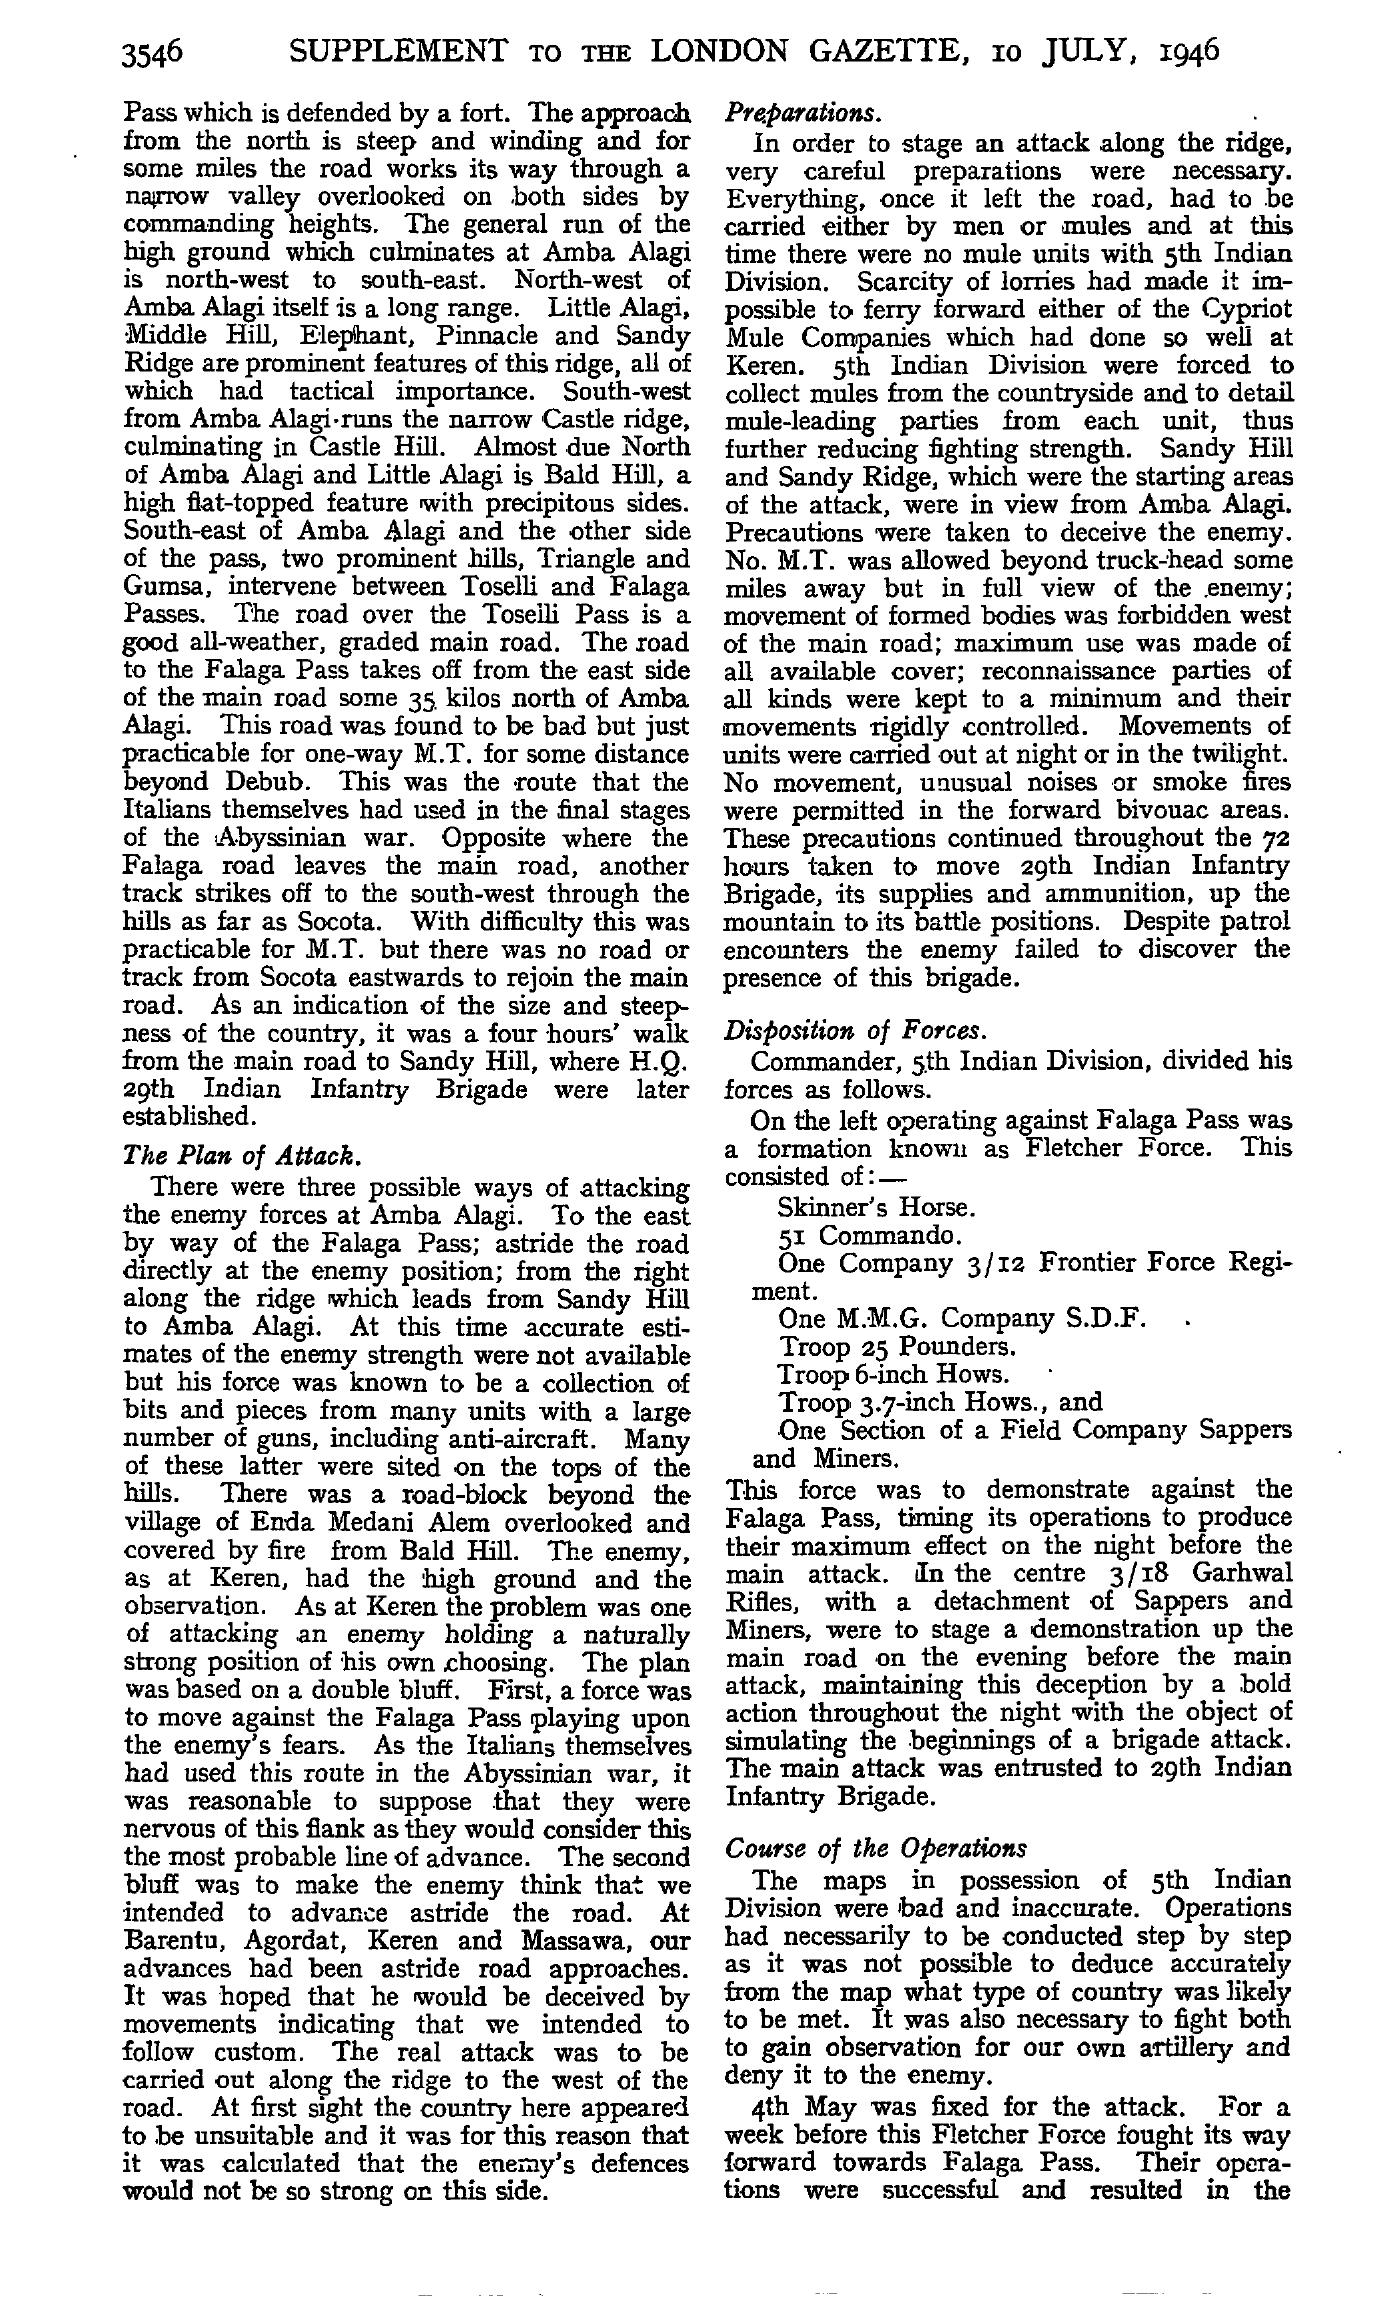 3546 SUPPLEMENT TO THE LONDON GAZETTE, 10 JULY, 1946
Pass which is defended by a fort. The approach
from the north is steep and winding and for
some miles the road works its way through a
narrow valley overlooked on both sides by
commanding heights. The general run of the
high ground which culminates at Amba Alagi
is north-west to south-east. North-west of
Amba Alagi itself is a long range. Little Alagi,
Middle Hill, Elephant, Pinnacle and Sandy
Ridge are prominent features of this ridge, all of
which had tactical importance. South-west
from Amba Alagi runs the narrow Castle ridge,
culminating in Castle Hill. Almost due North
of Amba Alagi and Little Alagi is Bald Hill, a
high flat-topped feature with precipitous sides.
South-east of Amba Alagi and the other side
of the pass, two prominent hills, Triangle and
Gumsa, intervene between Toselli and Falaga
Passes. The road over the Toselli Pass is a
good all-weather, graded main road. The road
to the Falaga Pass takes off from the east side
of the main road some 35 kilos north of Amba
Alagi. This road was found to be bad but just
practicable for one-way M.T. for some distance
beyond Debub. This was the route that the
Italians themselves had used in the final stages
of the Abyssinian war. Opposite where the
Falaga road leaves the main road, another
track strikes off to the south-west through the
hills as far as Socota. With difficulty this was
practicable for M.T. but there was no road or
track from Socota eastwards to rejoin the main
road. As an indication of the size and steep-
ness of the country, it was a four hours' walk
from the main road to Sandy Hill, where H.Q.
29th Indian Infantry Brigade were later
established.
The Plan of Attack.
There were three possible ways of attacking
the enemy forces at Amba Alagi. To the east
by way of the Falaga Pass; astride the road
directly at the enemy position; from the right
along the ridge which leads from Sandy Hill
to Amba Alagi. At this time accurate esti-
mates of the enemy strength were not available
but his force was known to be a collection of
bits and pieces from many units with a large
number of guns, including anti-aircraft. Many
of these latter were sited on the tops of the
hills. There was a road-block beyond the
village of Enda Medani Alem overlooked and
covered by fire from Bald Hill. The enemy,
as at Keren, had the high ground and the
observation. As at Keren the problem was one
of attacking an enemy holding a naturally
strong position of his own choosing. The plan
was based on a double bluff. First, a force was
to move against the Falaga Pass playing upon
the enemy's fears. As the Italians themselves
had used this route in the Abyssinian war, it
was reasonable to suppose that they were
nervous of this flank as they would consider this
the most probable line of advance. The second
bluff was to make the enemy think that we
intended to advance astride the road. At
Barentu, Agordat, Keren and Massawa, our
advances had been astride road approaches.
It was hoped that he would be deceived by
movements indicating that we intended to
follow custom. The real attack was to be
carried out along the ridge to the west of the
road. At first sight the country here appeared
to be unsuitable and it was for this reason that
it was calculated that the enemy's defences
would not be so strong on this side.
Preparations.
In order to stage an attack along the ridge,
very careful preparations were necessary.
Everything, once it left the road, had to be
carried either by men or mules and at this
time there were no mule units with 5th Indian
Division. Scarcity of lorries had made it im-
possible to ferry forward either of the Cypriot
Mule Companies which had done so well at
Keren. 5th Indian Division were forced to
collect mules from the countryside and to detail
mule-leading parties from each unit, thus
further reducing fighting strength. Sandy Hill
and Sandy Ridge, which were the starting areas
of the attack, were in view from Amba Alagi.
Precautions were taken to deceive the enemy.
No. M.T. was allowed beyond truck-head some
miles away but in full view of the enemy;
movement of formed bodies was forbidden west
of the main road; maximum use was made of
all available cover; reconnaissance parties of
all kinds were kept to a minimum and their
movements rigidly controlled. Movements of
units were carried out at night or in the twilight.
No movement, unusual noises or smoke fires
were permitted in the forward bivouac areas.
These precautions continued throughout the 72
hours taken to move 29th Indian Infantry
Brigade, its supplies and ammunition, up the
mountain to its battle positions. Despite patrol
encounters the enemy failed to discover the
presence of this brigade.
Disposition of Forces.
Commander, 5th Indian Division, divided his
forces as follows.
On the left operating against Falaga Pass was
a formation known as Fletcher Force. This
consisted of:—
Skinner's Horse.
51 Commando.
One Company 3/12 Frontier Force Regi-
ment.
One M.M.G. Company S.D.F.
Troop 25 Pounders.
Troop 6-inch Hows.
Troop 3.7-inch Hows., and
One Section of a Field Company Sappers
and Miners.
This force was to demonstrate against the
Falaga Pass, timing its operations to produce
their maximum effect on the night before the
main attack. In the centre 3/18 Garhwal
Rifles, with a detachment of Sappers and
Miners, were to stage a demonstration up the
main road on the evening before the main
attack, maintaining this deception by a bold
action throughout the night with the object of
simulating the beginnings of a brigade attack.
The main attack was entrusted to 29th Indian
Infantry Brigade.
Course of the Operations
The maps in possession of 5th Indian
Division were bad and inaccurate. Operations
had necessarily to be conducted step by step
as it was not possible to deduce accurately
from the map what type of country was likely
to be met. It was also necessary to fight both
to gain observation for our own artillery and
deny it to the enemy.
4th May was fixed for the attack. For a
week before this Fletcher Force fought its way
forward towards Falaga Pass. Their opera-
tions were successful and resulted in the